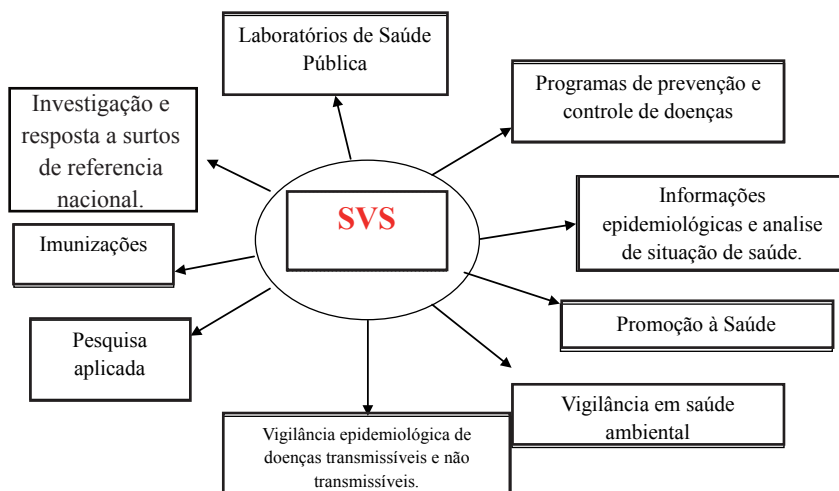 Laboratórios de Saúde
Pública
Programas de prevenção e
controle de doenças
Investigação e
resposta a surtos
de referencia
nacional.
SVS
Informações
epidemiológicas e analise
de situação de saúde.
Imunizações
Promoção à Saúde
Pesquisa
aplicada
Vigilância em saúde
ambiental
Vigilância epidemiológica de
doenças transmissíveis e não
transmissíveis.